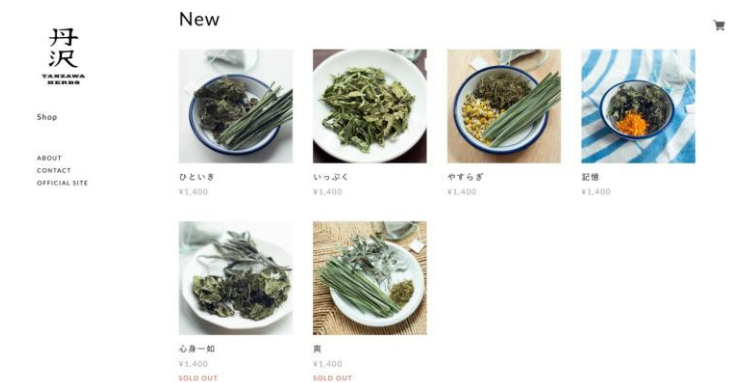 New
丹沢
TANZAWA
HERBS
Shop
ABOUT
CONTACT
OFFICIAL SITE
ひといき
¥1,400
いっぷく
¥1,400
やすらぎ
¥1,400
記憶
¥1,400
心身一如
¥1,400
SOLD OUT
爽
¥1,400
SOLD OUT